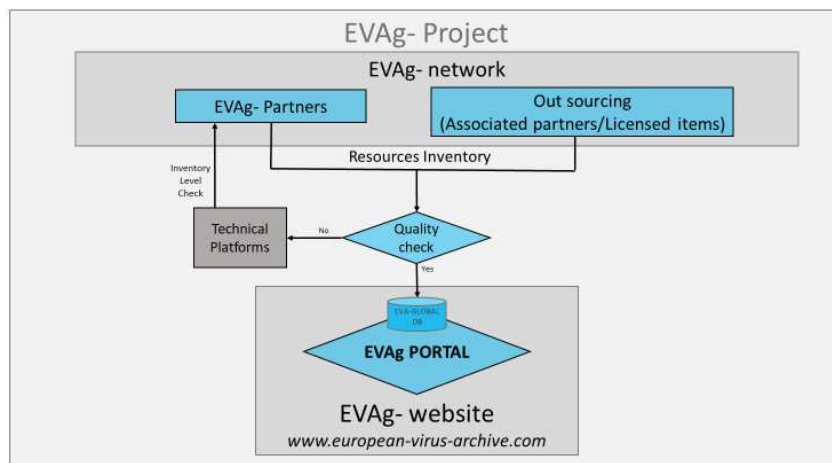 EVAg- Project
EVAg- network
EVAg- Partners
Out sourcing
(Associated partners/Licensed items)
Resources Inventory
Inventory
Level
Check
Technical
Platforms
No
Quality
check
Yes
EVA-GLOBAL
DB
EVAg PORTAL
EVAg- website
www.european-virus-archive.com